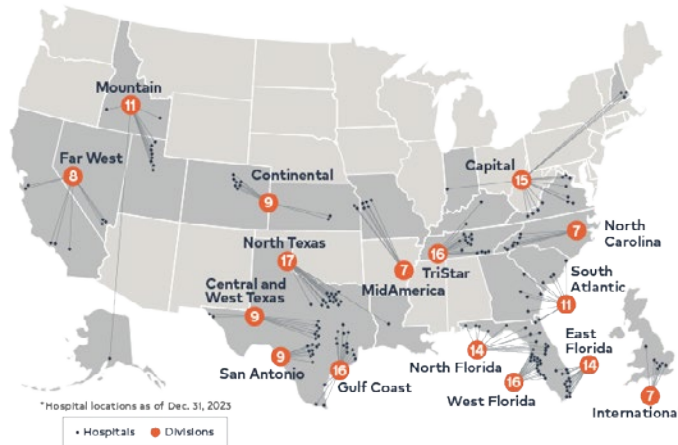 Mountain
11
Far West
8
Continental
9
Capital
15
North Texas
17
Central and
West Texas
9
San Antonio
9
Gulf Coast
16
MidAmerica
7
TriStar
16
North
Carolina
7
South
Atlantic
11
East
Florida
14
North Florida
14
West Florida
16
Internationa
7
*Hospital locations as of Dec. 31, 2023
Hospitals
Divisions